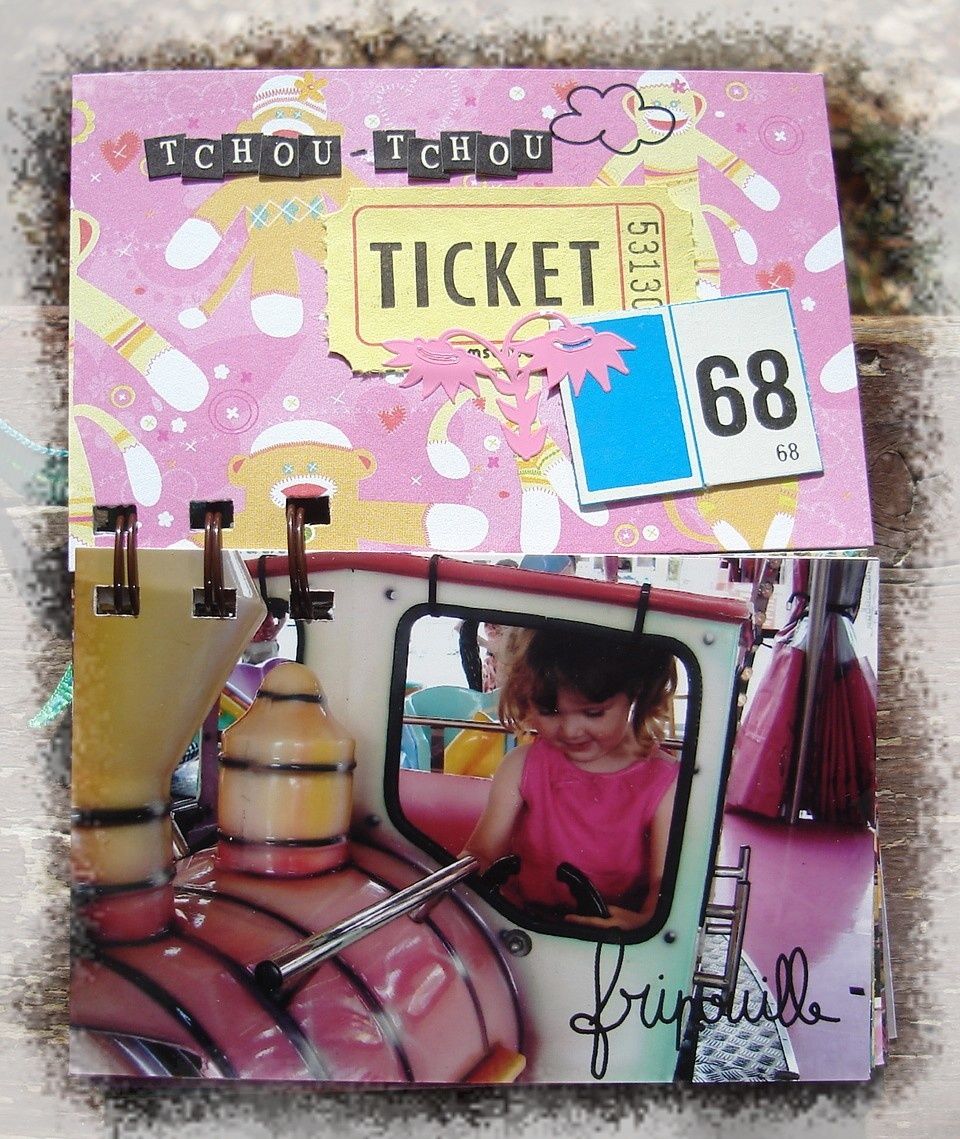 TCHOU-TCHOU
TICKET
53130
68
68
fripouille